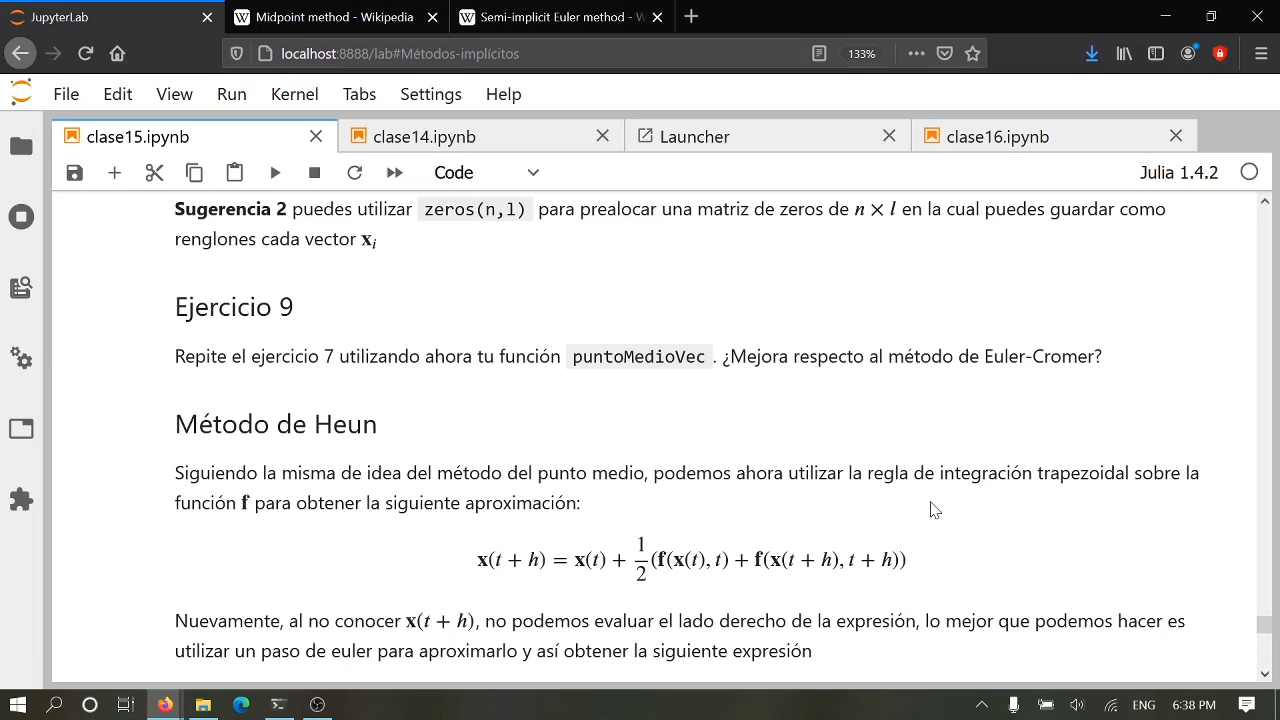 JupyterLab
Midpoint method - Wikipedia
Semi-implicit Euler method - W
localhost:8888/lab#Métodos-implícitos
133%
File Edit View Run Kernel Tabs Settings Help
clase15.ipynb
clase14.ipynb
Launcher
clase16.ipynb
Code
Julia 1.4.2
Sugerencia 2 puedes utilizar zeros(n,l) para prealocar una matriz de zeros de n × l en la cual puedes guardar como
renglones cada vector xᵢ
Ejercicio 9
Repite el ejercicio 7 utilizando ahora tu función puntoMedioVec . ¿Mejora respecto al método de Euler-Cromer?
Método de Heun
Siguiendo la misma de idea del método del punto medio, podemos ahora utilizar la regla de integración trapezoidal sobre la
función f para obtener la siguiente aproximación:
x(t + h) = x(t) + 1/2 (f(x(t), t) + f(x(t + h), t + h))
Nuevamente, al no conocer x(t + h), no podemos evaluar el lado derecho de la expresión, lo mejor que podemos hacer es
utilizar un paso de euler para aproximarlo y así obtener la siguiente expresión
ENG 6:38 PM